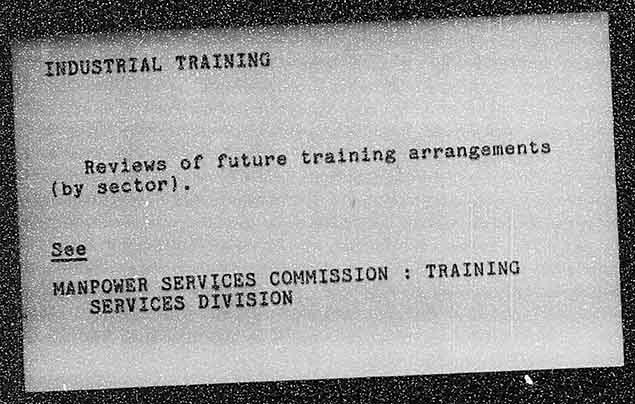 INDUSTRIAL TRAINING
Reviews of future training arrangements
(by sector).
See
MANPOWER SERVICES COMMISSION : TRAINING
SERVICES DIVISION